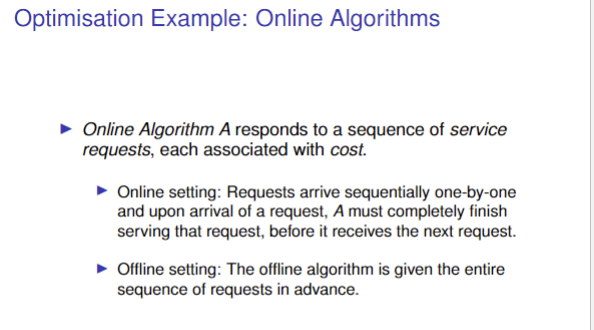 Optimisation Example: Online Algorithms
Online Algorithm A responds to a sequence of service
requests, each associated with cost.
Online setting: Requests arrive sequentially one-by-one
and upon arrival of a request, A must completely finish
serving that request, before it receives the next request.
Offline setting: The offline algorithm is given the entire
sequence of requests in advance.